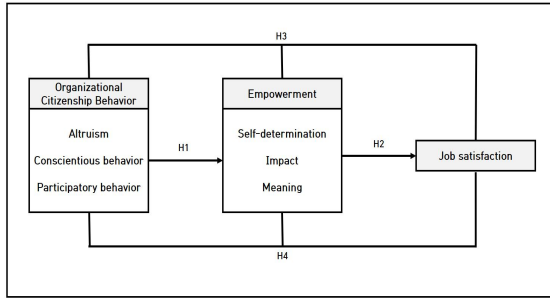 H3
Organizational
Citizenship Behavior
Altruism
Conscientious behavior
Participatory behavior
H1
Empowerment
Self-determination
Impact
Meaning
H2
Job satisfaction
H4